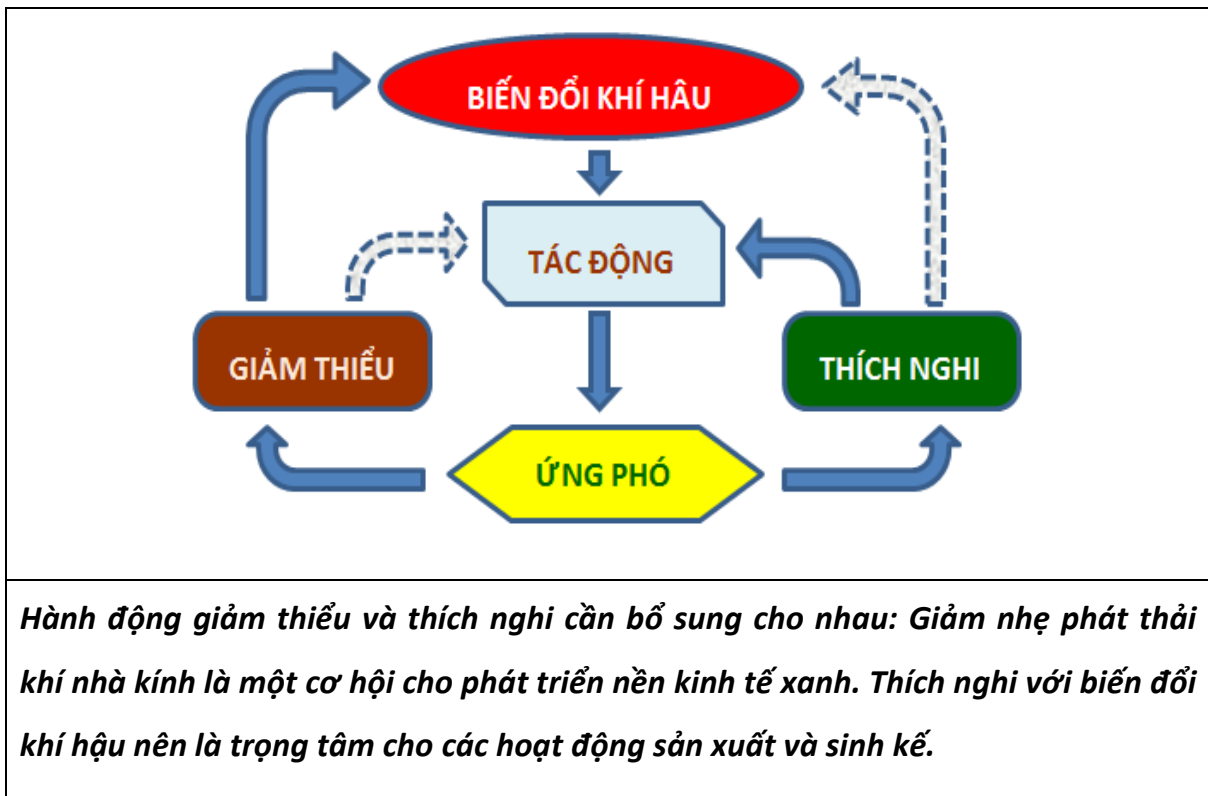 BIẾN ĐỔI KHÍ HÂU
TÁC ĐỘNG
GIẢM THIỂU
THÍCH NGHI
ỨNG PHÓ
Hành động giảm thiểu và thích nghi cần bổ sung cho nhau: Giảm nhẹ phát thải
khí nhà kính là một cơ hội cho phát triển nền kinh tế xanh. Thích nghi với biến đổi
khí hậu nên là trọng tâm cho các hoạt động sản xuất và sinh kế.